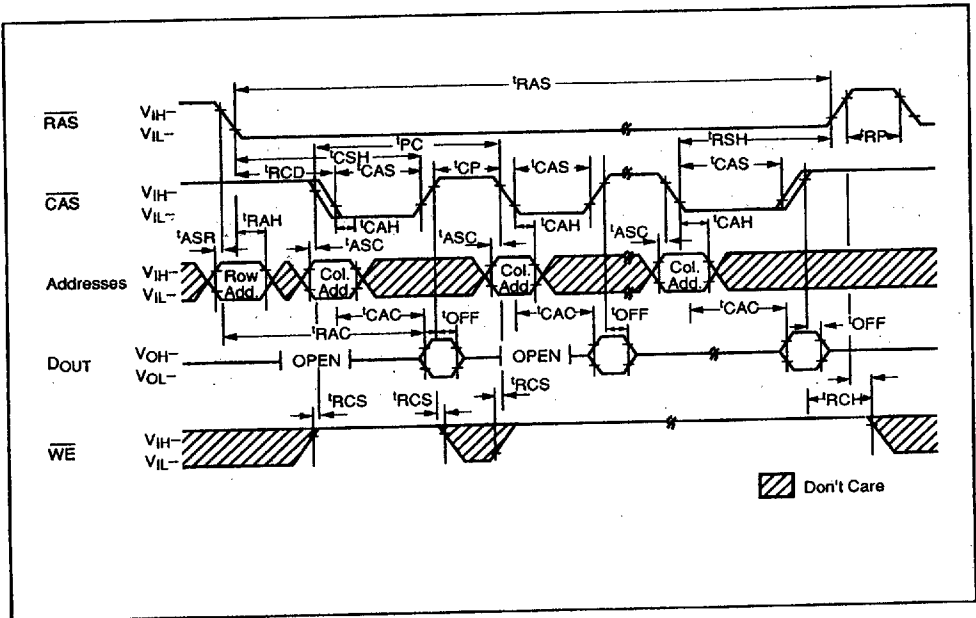 tRAS
RAS
VIH–
VIL–
tRSH
tRP
tPC
tCSH
tRCD
tCAS
tCP
tCAS
tCAS
CAS
VIH–
VIL–
tRAH
tCAH
tCAH
tCAH
tASR
tASC
tASC
tASC
Addresses
VIH–
VIL–
Row Add.
Col. Add.
Col. Add.
Col. Add.
tCAC
tCAC
tCAC
tRAC
tOFF
tOFF
tOFF
DOUT
VOH–
VOL–
OPEN
OPEN
tRCS
tRCS
tRCS
tRCH
WE
VIH–
VIL–
Don't Care